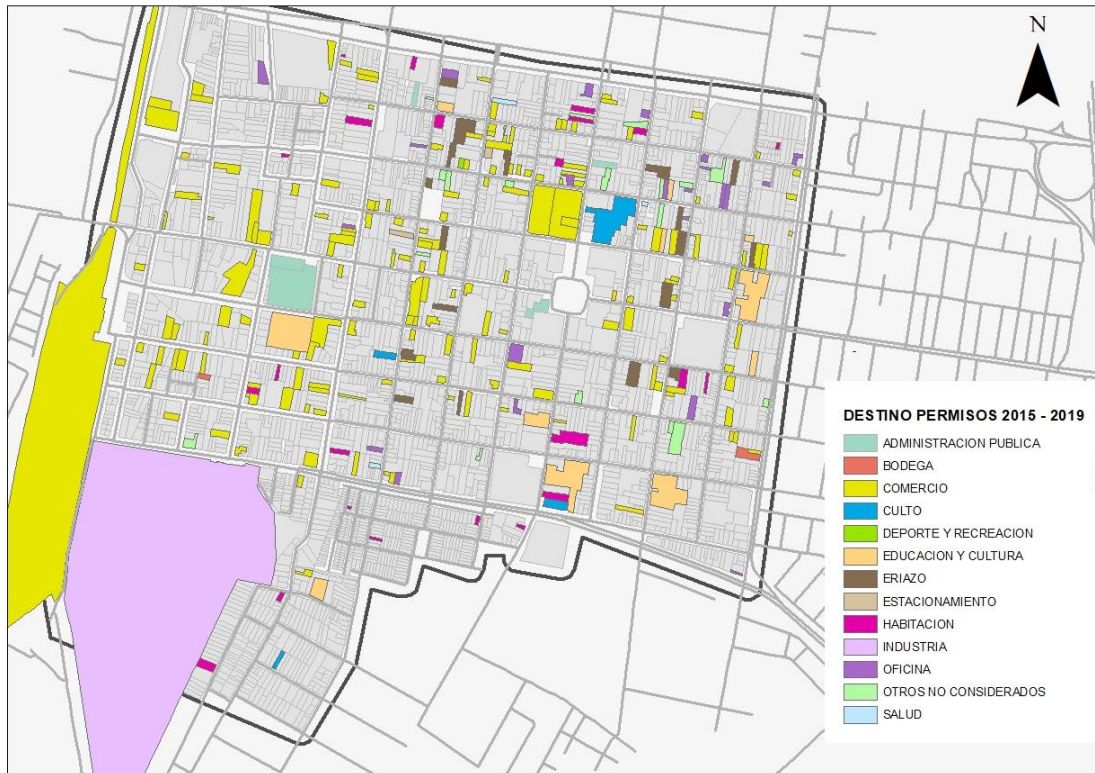 N
DESTINO PERMISOS 2015 - 2019
ADMINISTRACION PUBLICA
BODEGA
COMERCIO
CULTO
DEPORTE Y RECREACION
EDUCACION Y CULTURA
ERIAZO
ESTACIONAMIENTO
HABITACION
INDUSTRIA
OFICINA
OTROS NO CONSIDERADOS
SALUD